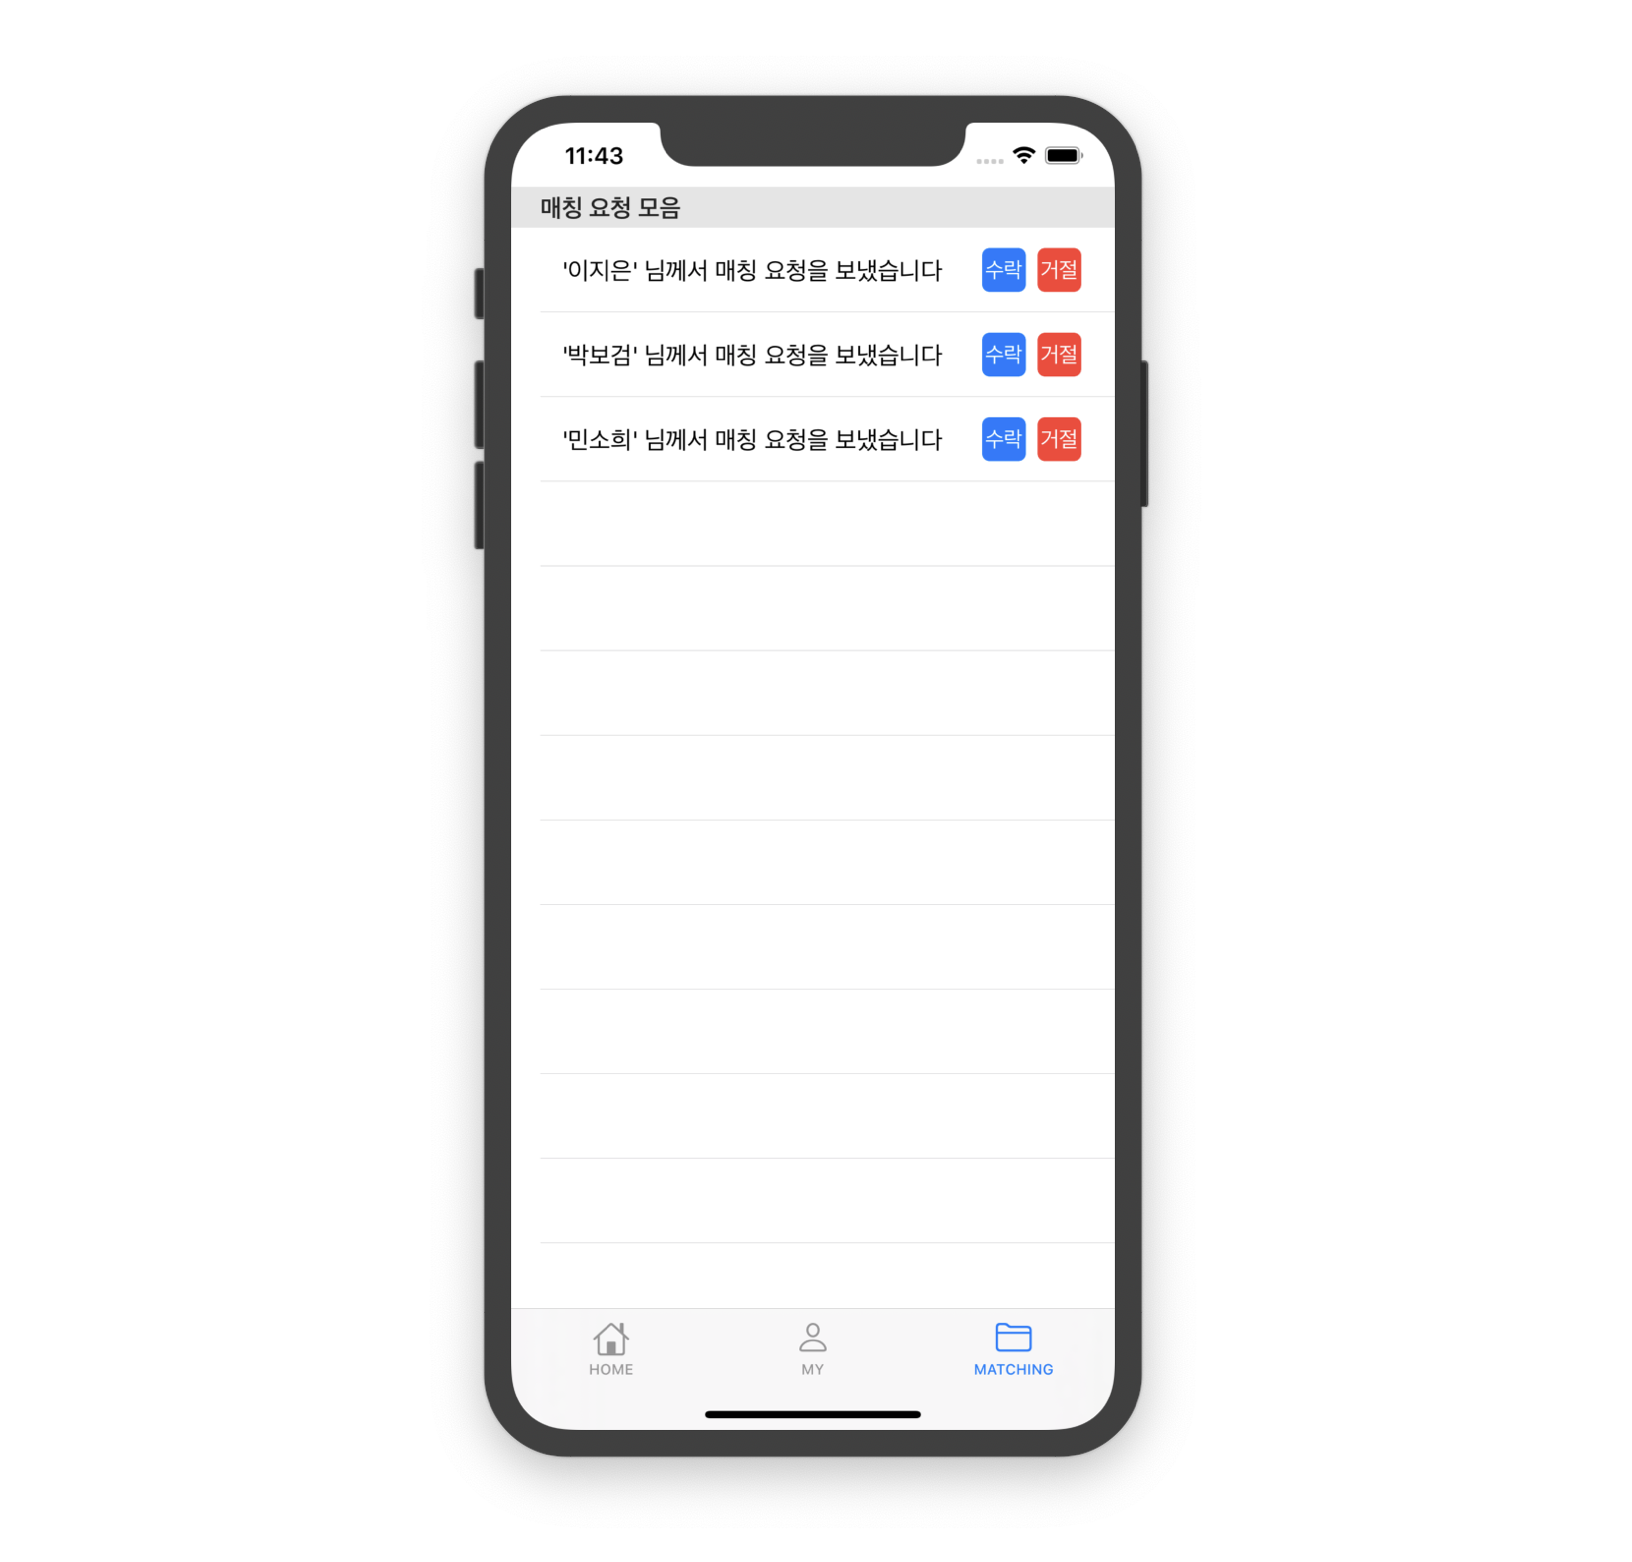 11:43
매칭 요청 모음
'이지은' 님께서 매칭 요청을 보냈습니다 수락 거절
'박보검' 님께서 매칭 요청을 보냈습니다 수락 거절
'민소희' 님께서 매칭 요청을 보냈습니다 수락 거절
HOME MY MATCHING